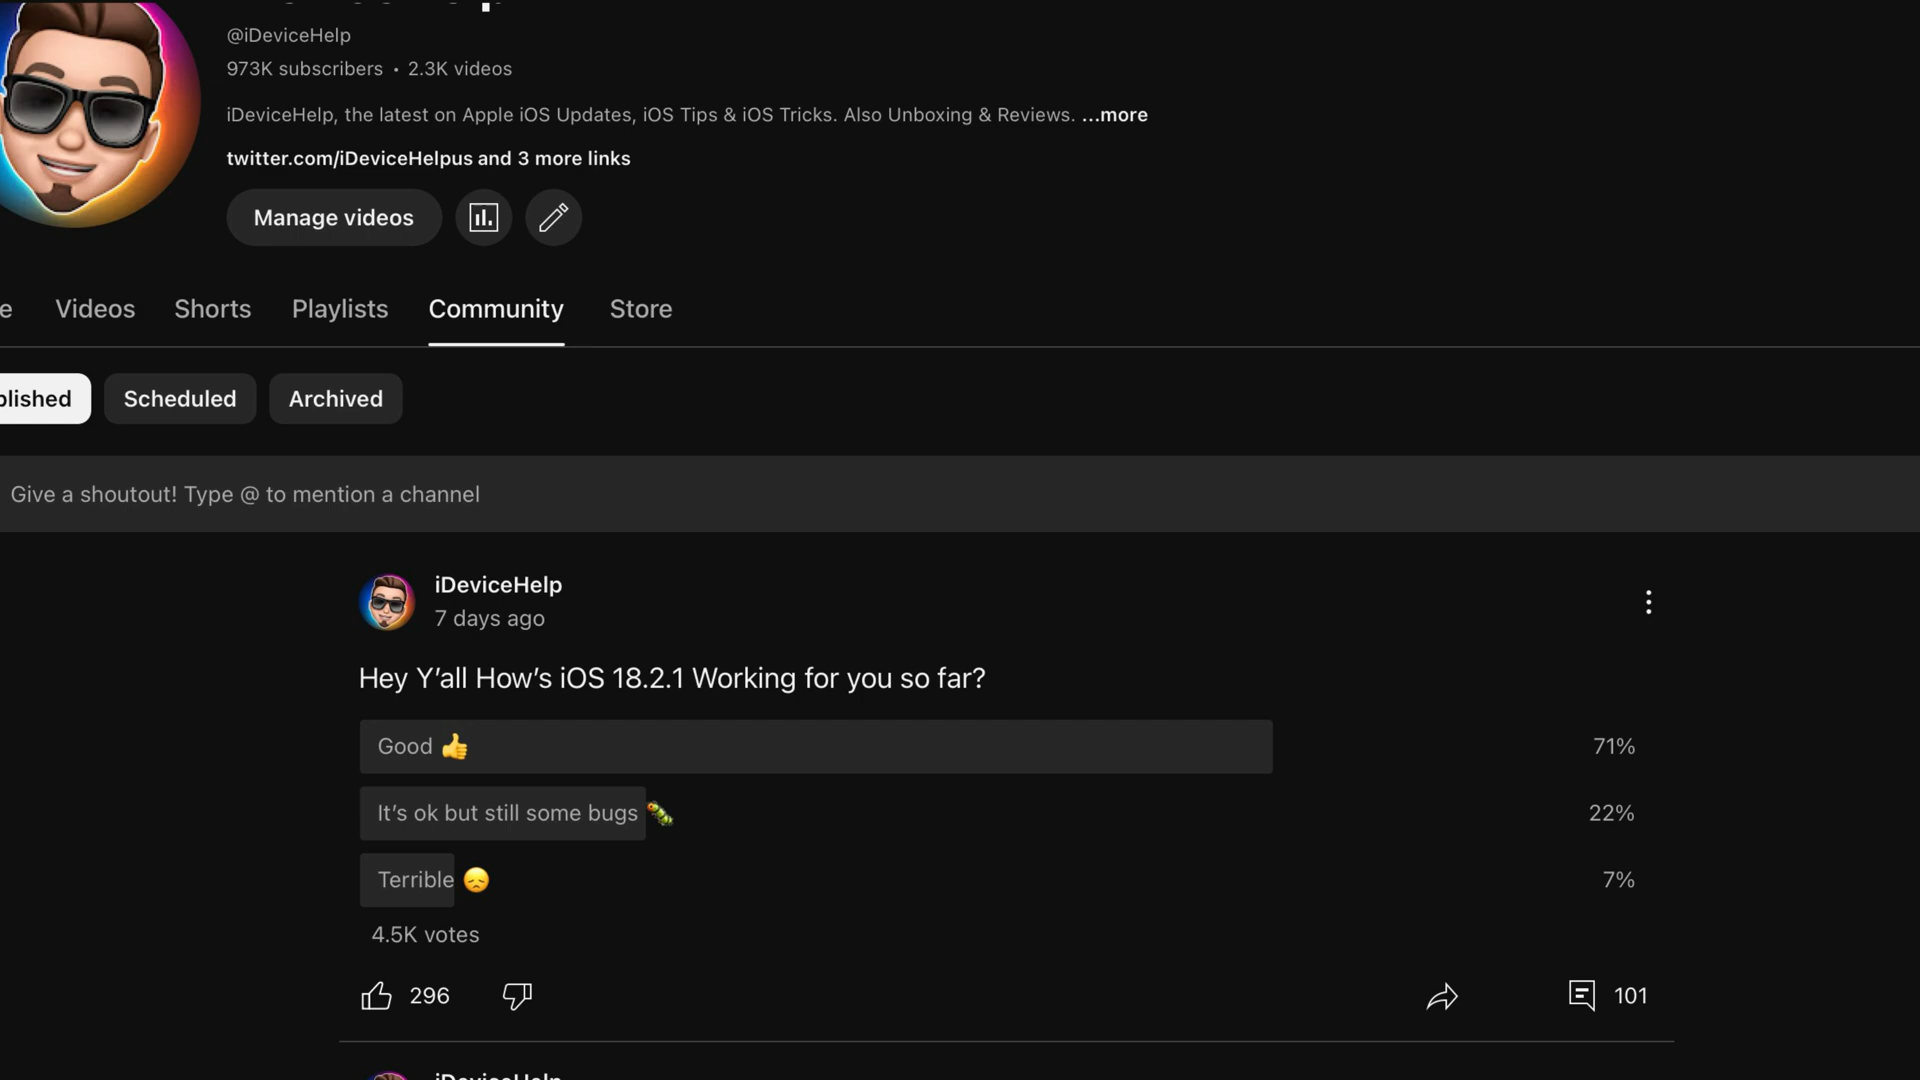 @iDeviceHelp
973K subscribers • 2.3K videos
iDeviceHelp, the latest on Apple iOS Updates, iOS Tips & iOS Tricks. Also Unboxing & Reviews. ...more
twitter.com/iDeviceHelpus and 3 more links
Manage videos
Videos Shorts Playlists Community Store
Scheduled Archived
Give a shoutout! Type @ to mention a channel
iDeviceHelp
7 days ago
Hey Y’all How’s iOS 18.2.1 Working for you so far?
Good 👍 71%
It’s ok but still some bugs 🐛 22%
Terrible 😞 7%
4.5K votes
296 101